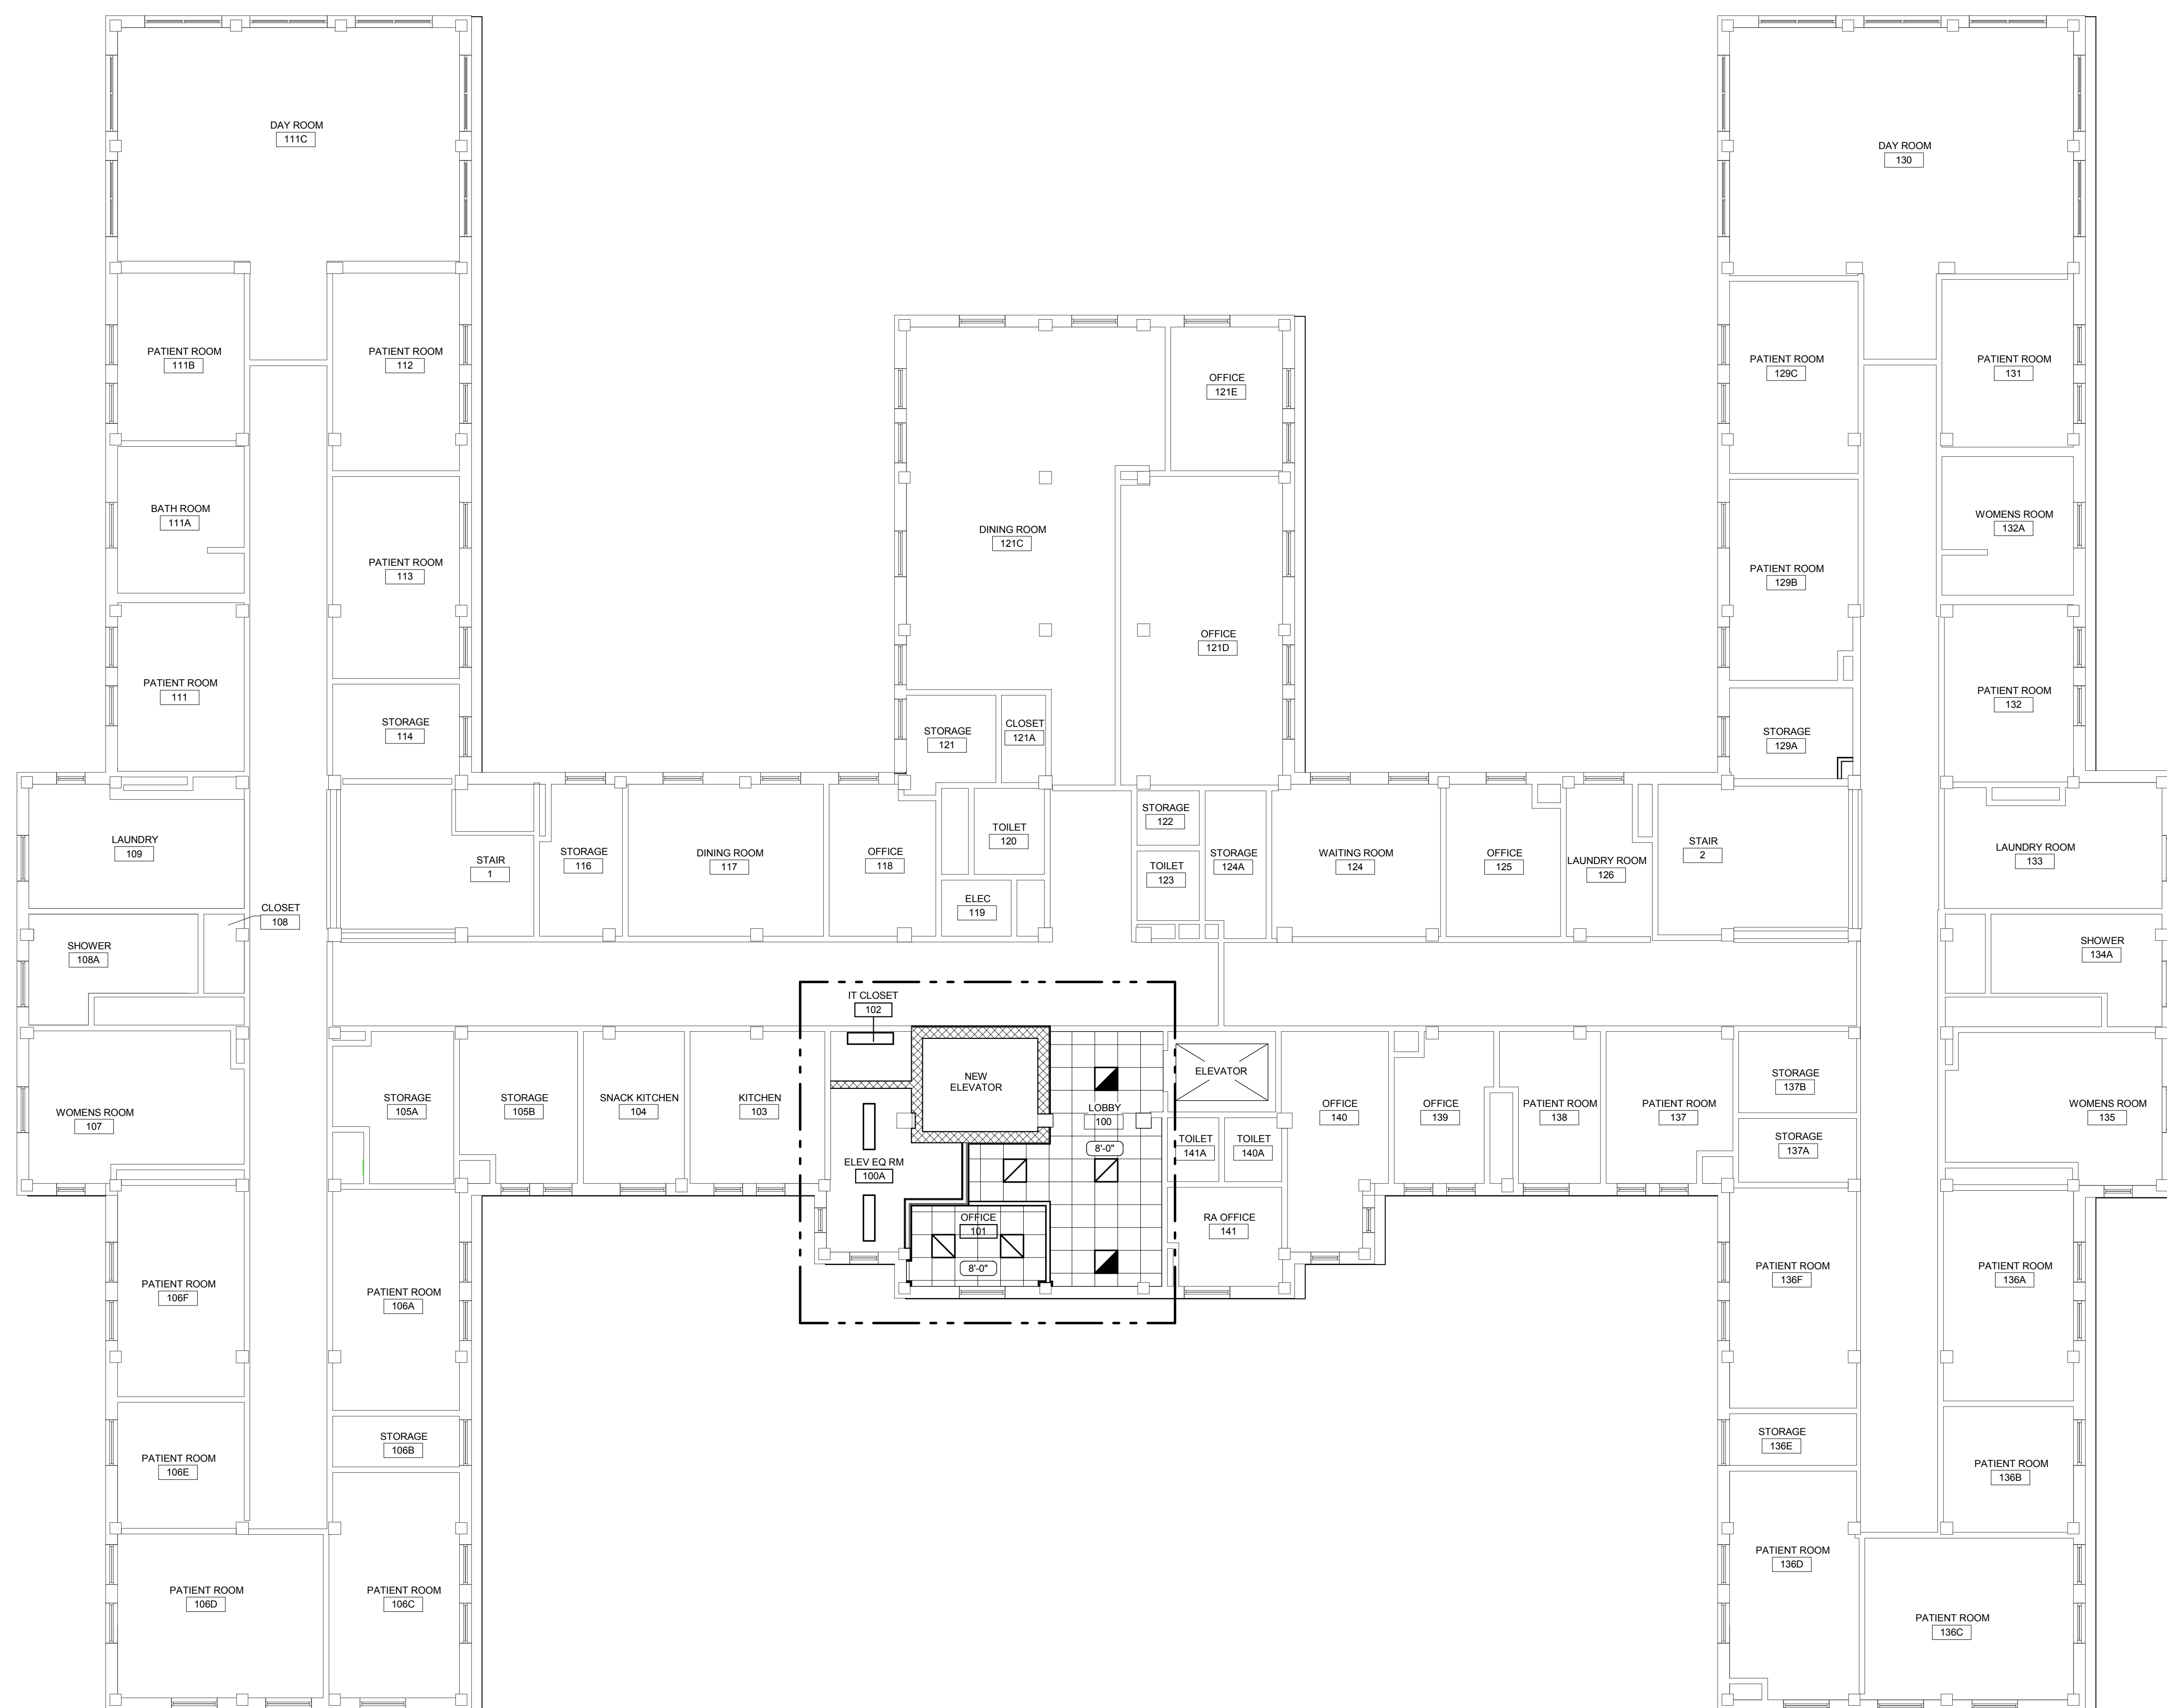 DAY ROOM
111C
DAY ROOM
130
PATIENT ROOM
111B
PATIENT ROOM
112
OFFICE
121E
PATIENT ROOM
129C
PATIENT ROOM
131
BATH ROOM
111A
PATIENT ROOM
113
DINING ROOM
121C
PATIENT ROOM
129B
WOMENS ROOM
132A
OFFICE
121D
PATIENT ROOM
111
STORAGE
114
STORAGE
121
CLOSET
121A
STORAGE
129A
PATIENT ROOM
132
LAUNDRY
109
STAIR
1
STORAGE
116
DINING ROOM
117
OFFICE
118
TOILET
120
STORAGE
122
TOILET
123
STORAGE
124A
WAITING ROOM
124
OFFICE
125
LAUNDRY ROOM
126
STAIR
2
LAUNDRY ROOM
133
ELEC
119
CLOSET
108
SHOWER
108A
SHOWER
134A
IT CLOSET
102
NEW
ELEVATOR
ELEVATOR
WOMENS ROOM
107
STORAGE
105A
STORAGE
105B
SNACK KITCHEN
104
KITCHEN
103
LOBBY
100
8'-0"
OFFICE
140
OFFICE
139
PATIENT ROOM
138
PATIENT ROOM
137
STORAGE
137B
STORAGE
137A
WOMENS ROOM
135
ELEV EQ RM
100A
TOILET
141A
TOILET
140A
OFFICE
101
8'-0"
RA OFFICE
141
PATIENT ROOM
106F
PATIENT ROOM
106A
PATIENT ROOM
136F
PATIENT ROOM
136A
STORAGE
106B
PATIENT ROOM
106E
STORAGE
136E
PATIENT ROOM
136B
PATIENT ROOM
106D
PATIENT ROOM
106C
PATIENT ROOM
136D
PATIENT ROOM
136C